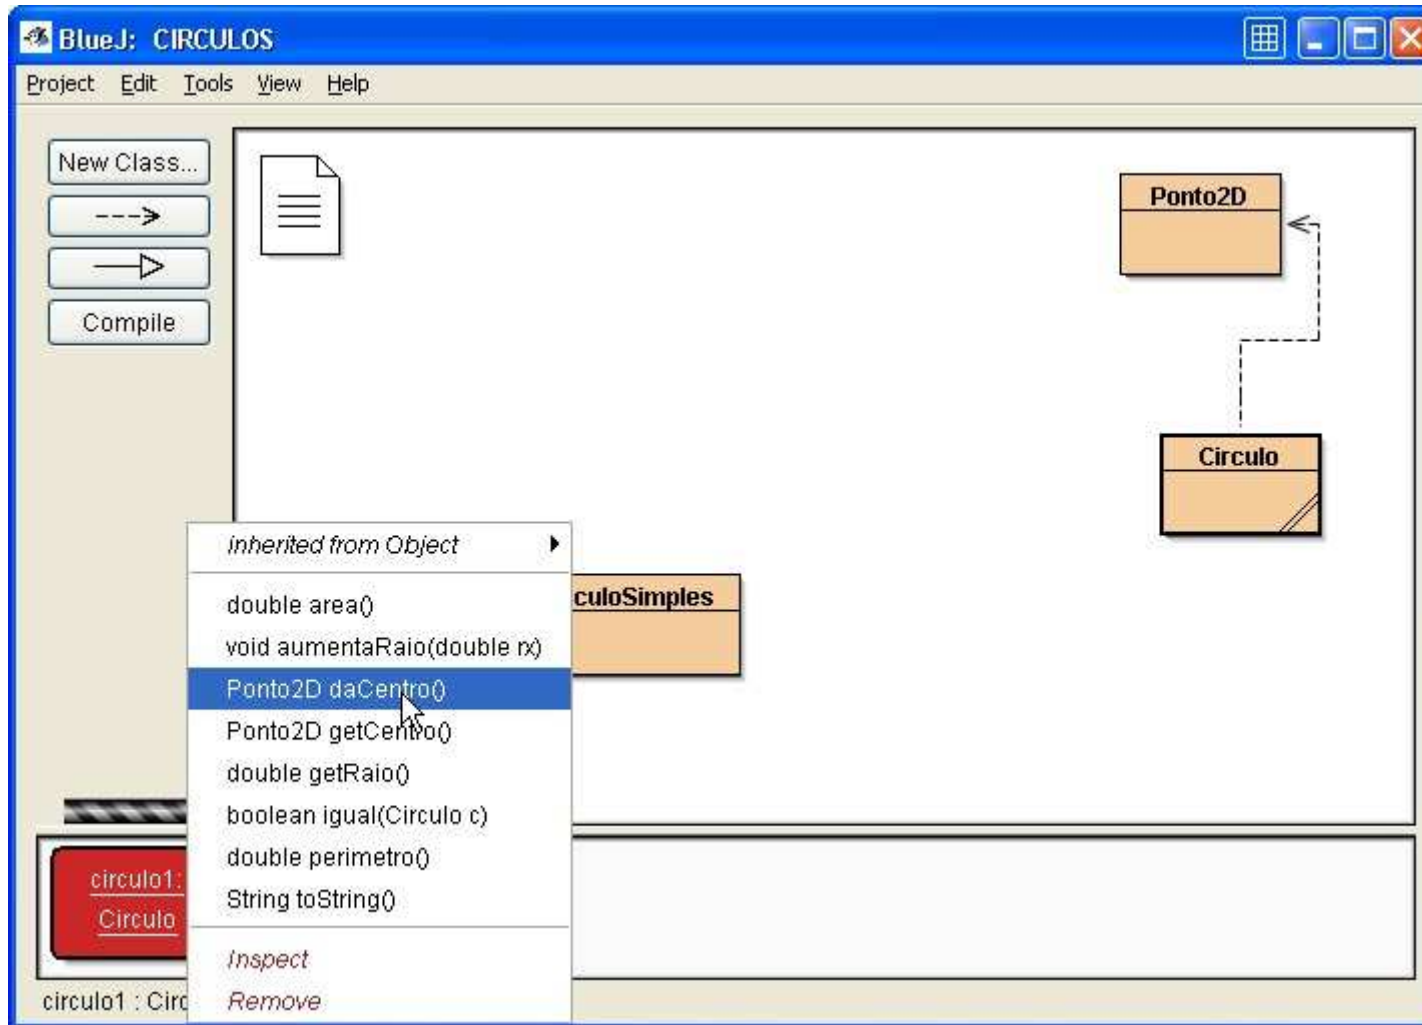 BlueJ: CIRCULOS
Project Edit Tools View Help
New Class...
Compile
Ponto2D
Circulo
culoSimples
inherited from Object
double area()
void aumentaRaio(double rx)
Ponto2D daCentro()
Ponto2D getCentro()
double getRaio()
boolean igual(Circulo c)
double perimetro()
String toString()
Inspect
Remove
circulo1:
Circulo
circulo1 : Circ